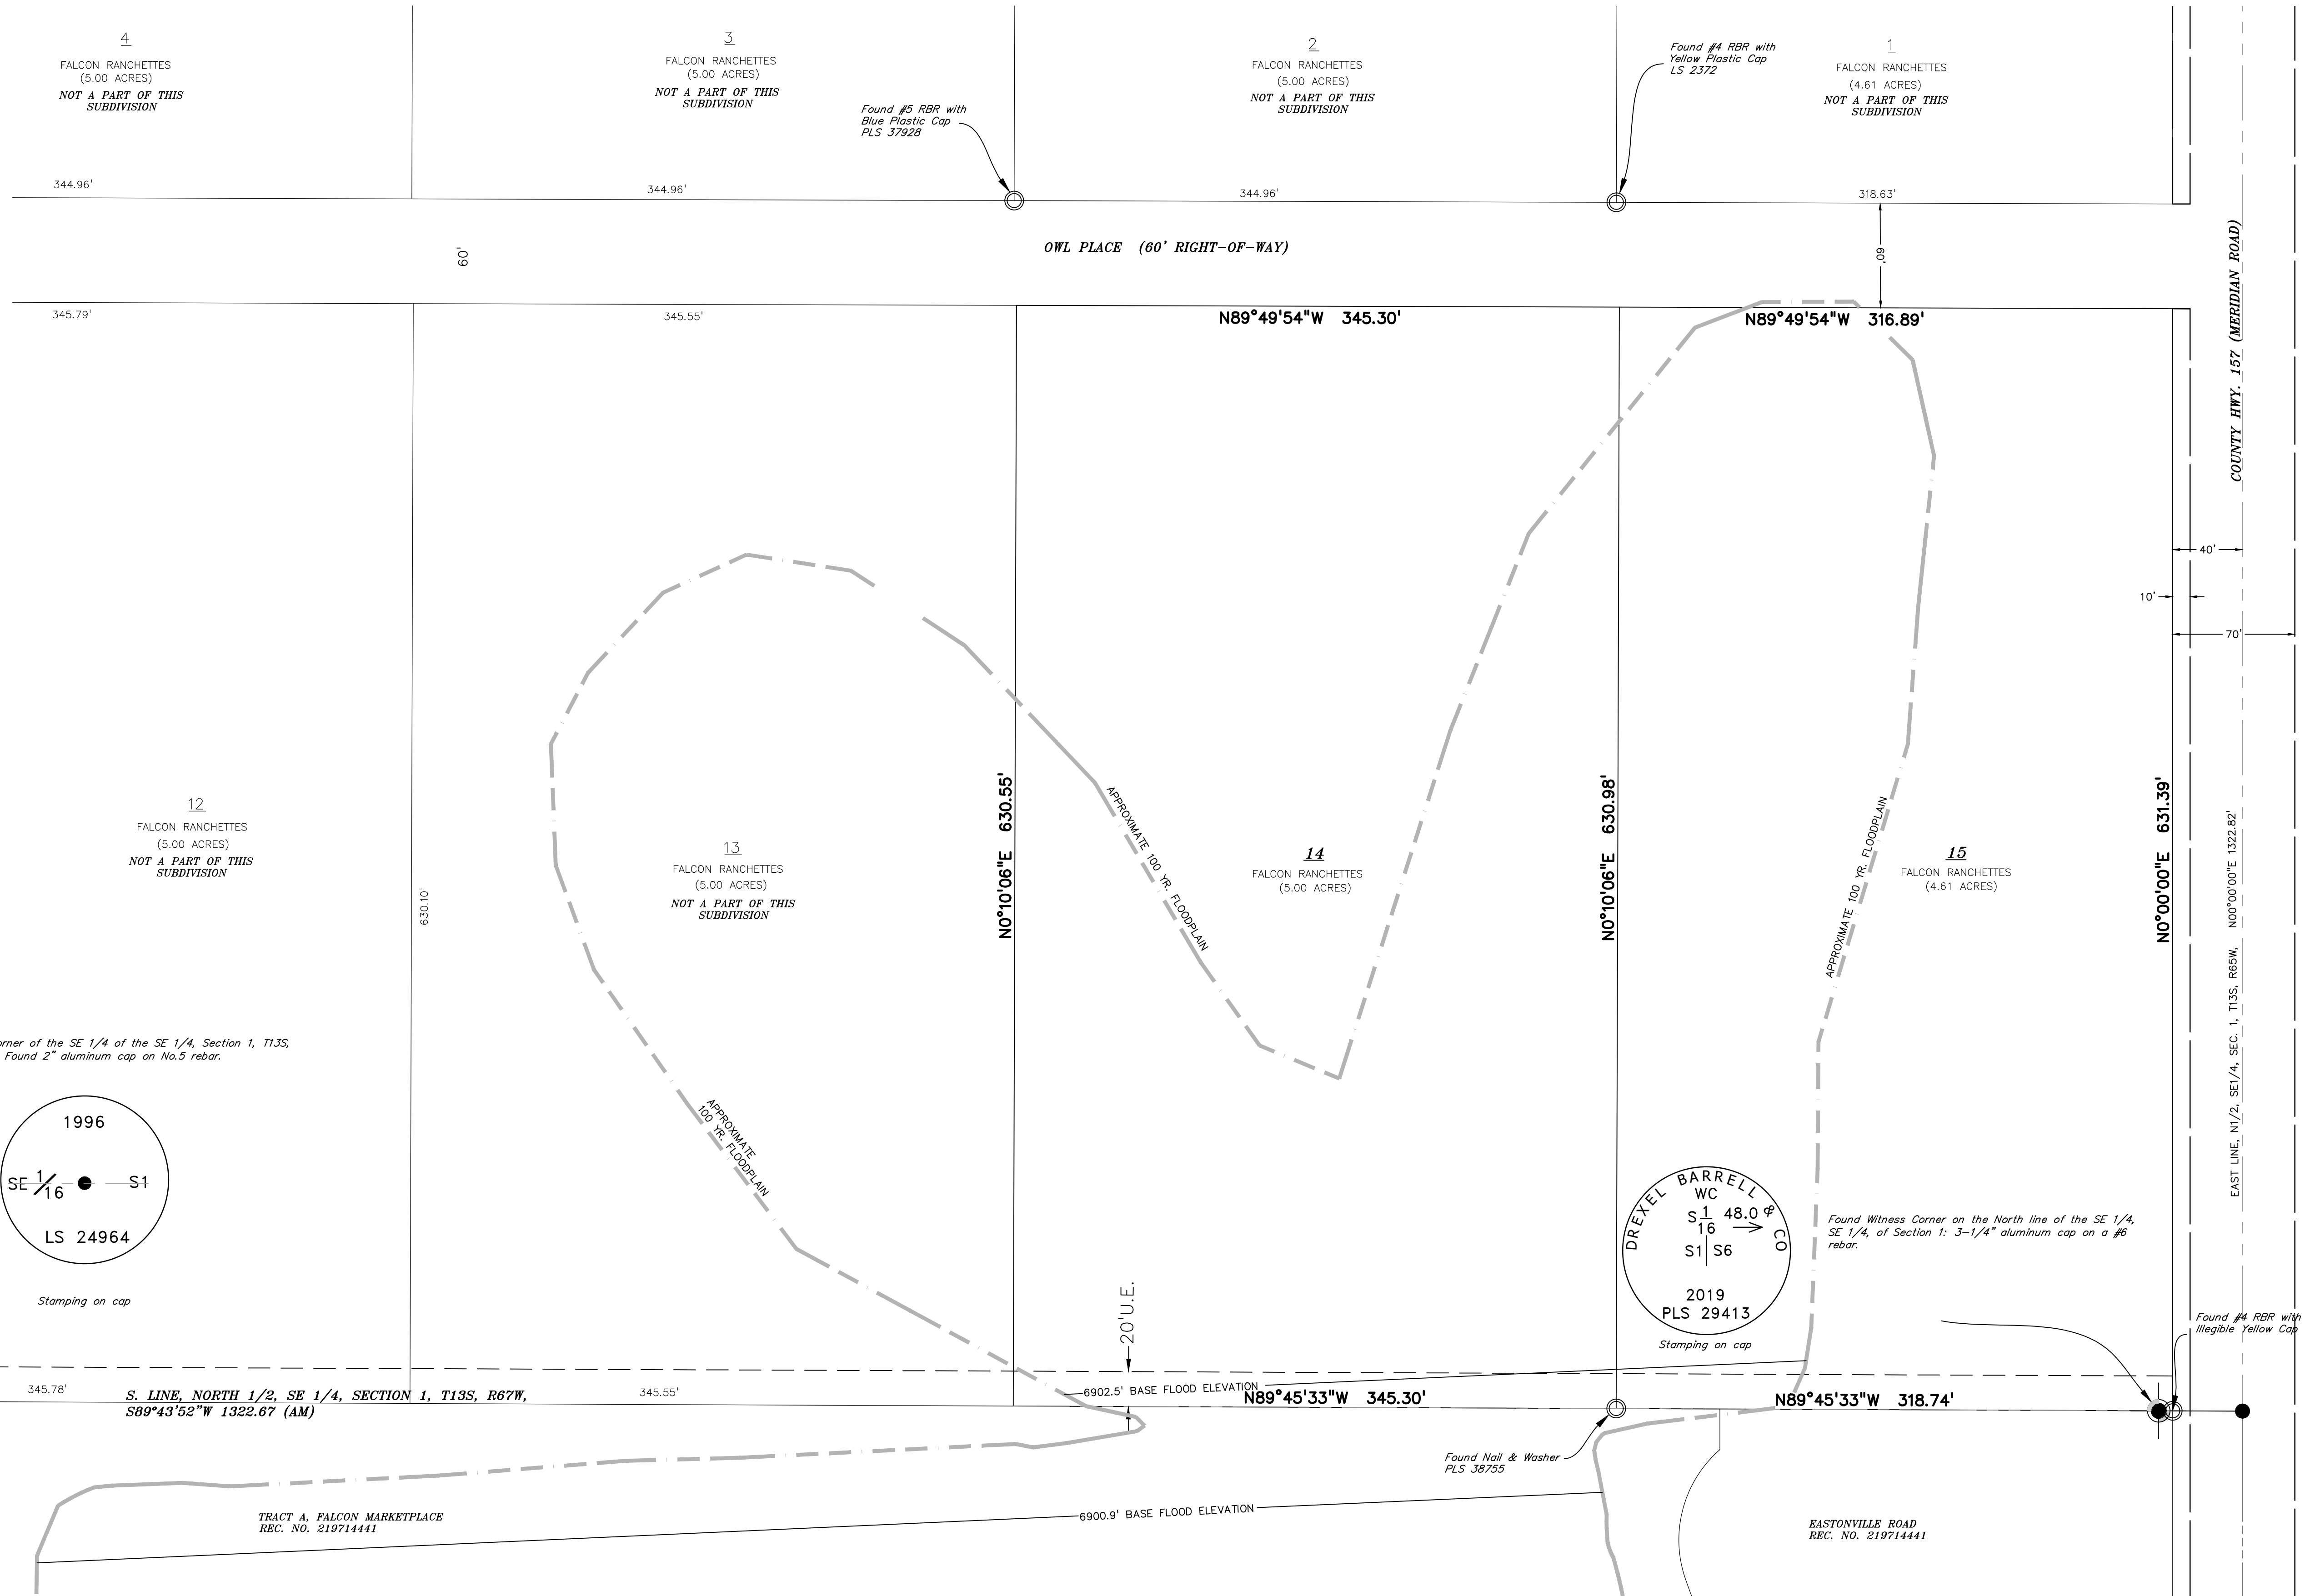 4
FALCON RANCHETTES
(5.00 ACRES)
NOT A PART OF THIS
SUBDIVISION
3
FALCON RANCHETTES
(5.00 ACRES)
NOT A PART OF THIS
SUBDIVISION
2
FALCON RANCHETTES
(5.00 ACRES)
NOT A PART OF THIS
SUBDIVISION
1
FALCON RANCHETTES
(4.61 ACRES)
NOT A PART OF THIS
SUBDIVISION
Found #5 RBR with
Blue Plastic Cap
PLS 37928
Found #4 RBR with
Yellow Plastic Cap
LS 2372
344.96'
344.96'
344.96'
318.63'
60'
OWL PLACE (60' RIGHT-OF-WAY)
60'
COUNTY HWY. 157 (MERIDIAN ROAD)
345.79'
345.55'
N89°49'54"W 345.30'
N89°49'54"W 316.89'
40'
10'
70'
12
FALCON RANCHETTES
(5.00 ACRES)
NOT A PART OF THIS
SUBDIVISION
630.10'
13
FALCON RANCHETTES
(5.00 ACRES)
NOT A PART OF THIS
SUBDIVISION
N0°10'06"E 630.55'
APPROXIMATE 100 YR. FLOODPLAIN
14
FALCON RANCHETTES
(5.00 ACRES)
N0°10'06"E 630.98'
APPROXIMATE 100 YR. FLOODPLAIN
15
FALCON RANCHETTES
(4.61 ACRES)
N0°00'00"E 631.39'
EAST LINE, N1/2, SE1/4, SEC. 1, T13S, R65W, N00°00'00"E 1322.82'
orner of the SE 1/4 of the SE 1/4, Section 1, T13S,
Found 2" aluminum cap on No.5 rebar.
1996
SE 1/16 S1
LS 24964
Stamping on cap
APPROXIMATE
100 YR. FLOODPLAIN
DREXEL BARRELL & CO
WC
S 1/16 48.0
S1 S6
2019
PLS 29413
Stamping on cap
Found Witness Corner on the North line of the SE 1/4,
SE 1/4, of Section 1: 3-1/4" aluminum cap on a #6
rebar.
Found #4 RBR with
Illegible Yellow Cap
20'U.E.
345.78'
S. LINE, NORTH 1/2, SE 1/4, SECTION 1, T13S, R67W,
S89°43'52"W 1322.67 (AM)
345.55'
6902.5' BASE FLOOD ELEVATION
N89°45'33"W 345.30'
N89°45'33"W 318.74'
Found Nail & Washer
PLS 38755
TRACT A, FALCON MARKETPLACE
REC. NO. 219714441
6900.9' BASE FLOOD ELEVATION
EASTONVILLE ROAD
REC. NO. 219714441